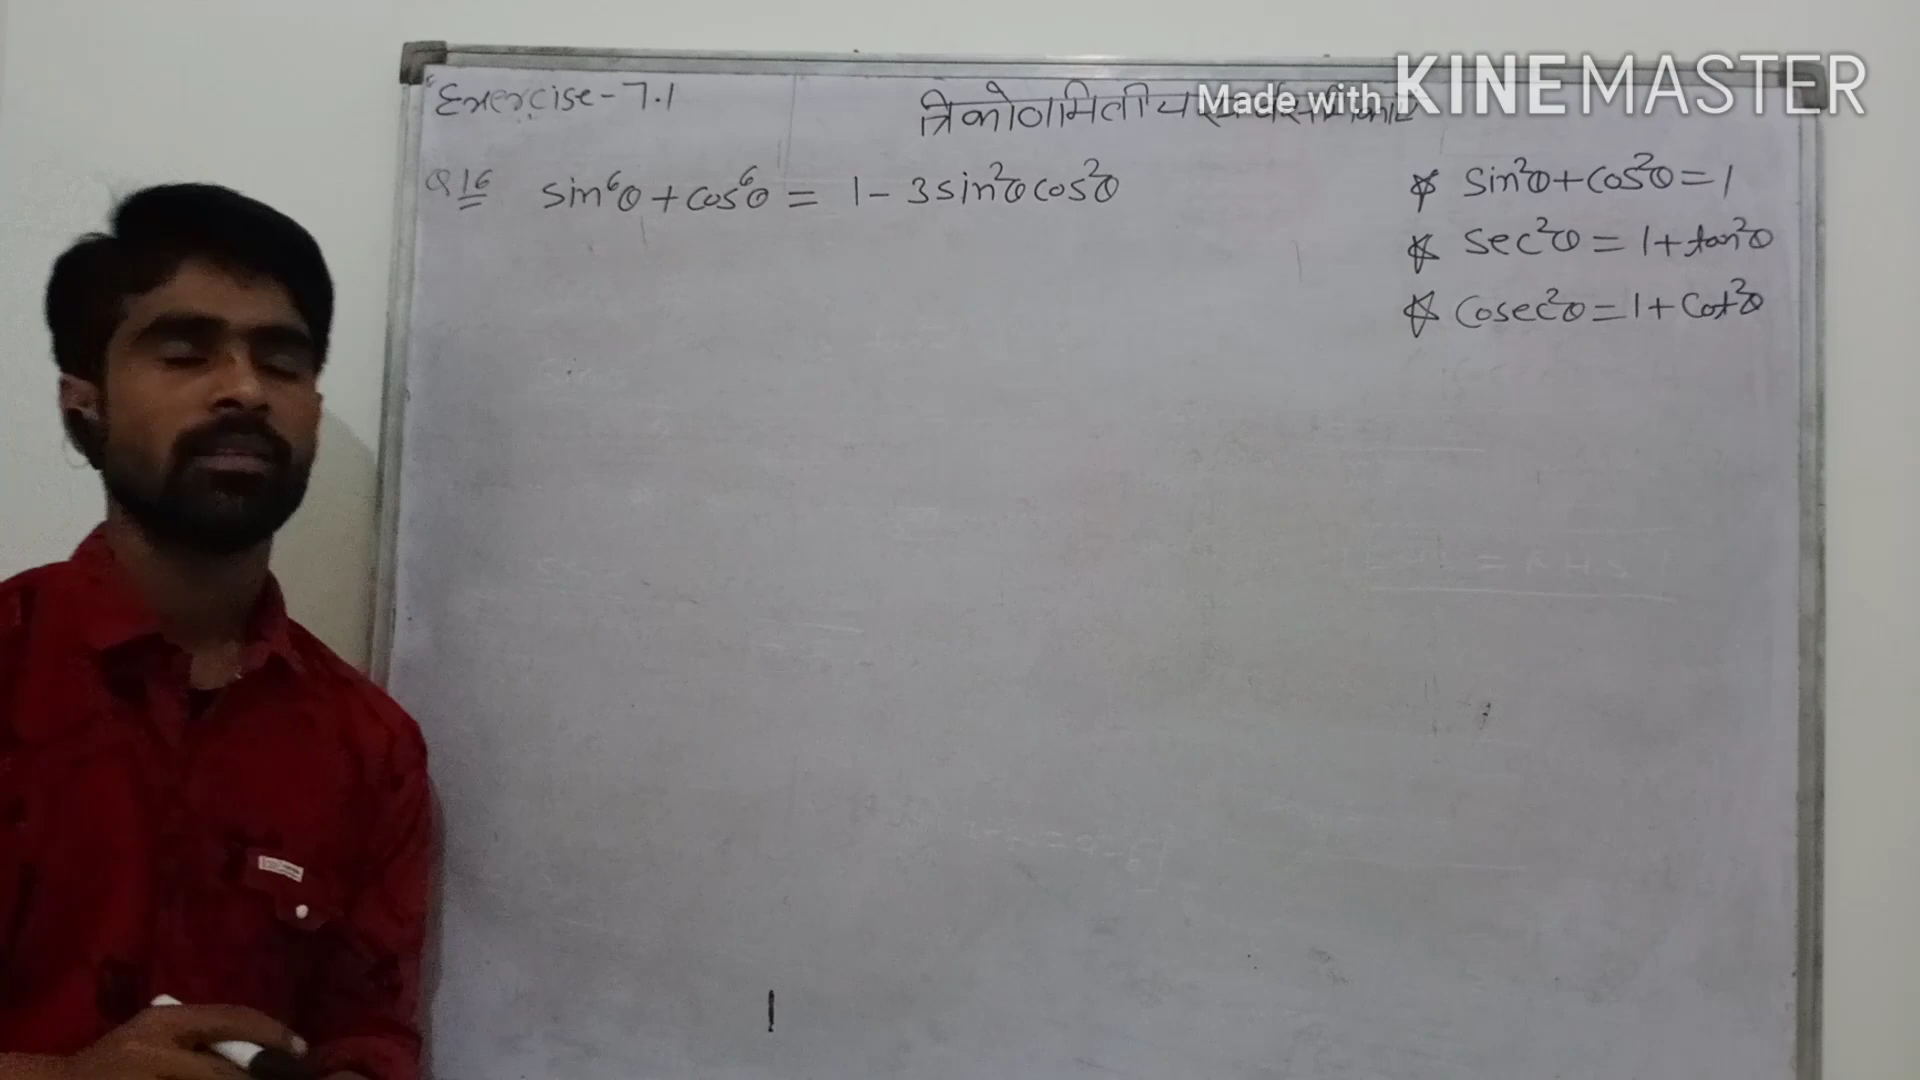 Exercise-7.1
त्रिकोणमितीय
Made with KINEMASTER
Q16 sin⁶θ + cos⁶θ = 1 - 3sin²θcos²θ
☆ Sin²θ+cos²θ=1
☆ Sec²θ = 1+tan²θ
☆ Cosec²θ=1+Cot²θ
= RHS